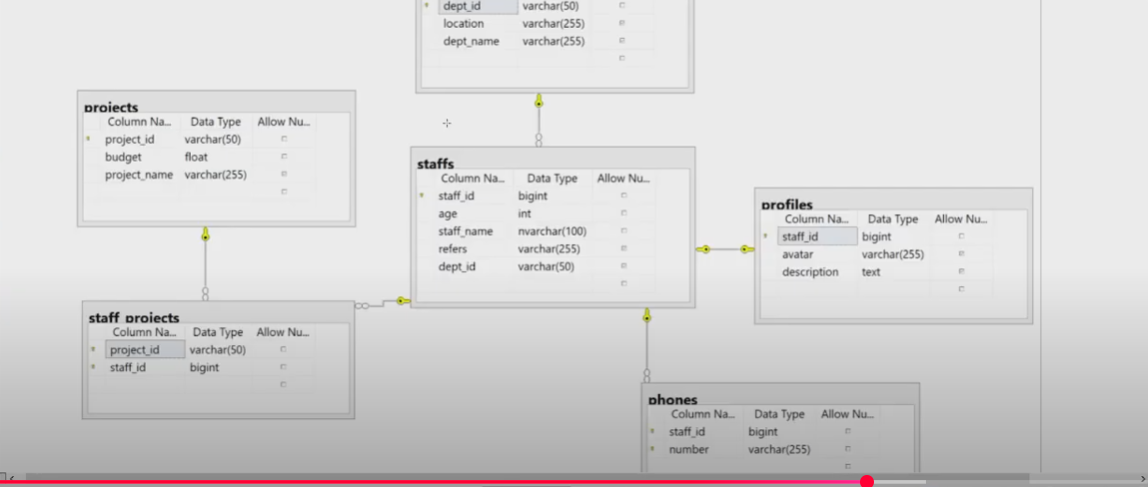 dept_id varchar(50)
location varchar(255)
dept_name varchar(255)
projects
Column Na... Data Type Allow Nu...
project_id varchar(50)
budget float
project_name varchar(255)
staffs
Column Na... Data Type Allow Nu...
staff_id bigint
age int
staff_name nvarchar(100)
refers varchar(255)
dept_id varchar(50)
profiles
Column Na... Data Type Allow Nu...
staff_id bigint
avatar varchar(255)
description text
staff_projects
Column Na... Data Type Allow Nu...
project_id varchar(50)
staff_id bigint
phones
Column Na... Data Type Allow Nu...
staff_id bigint
number varchar(255)